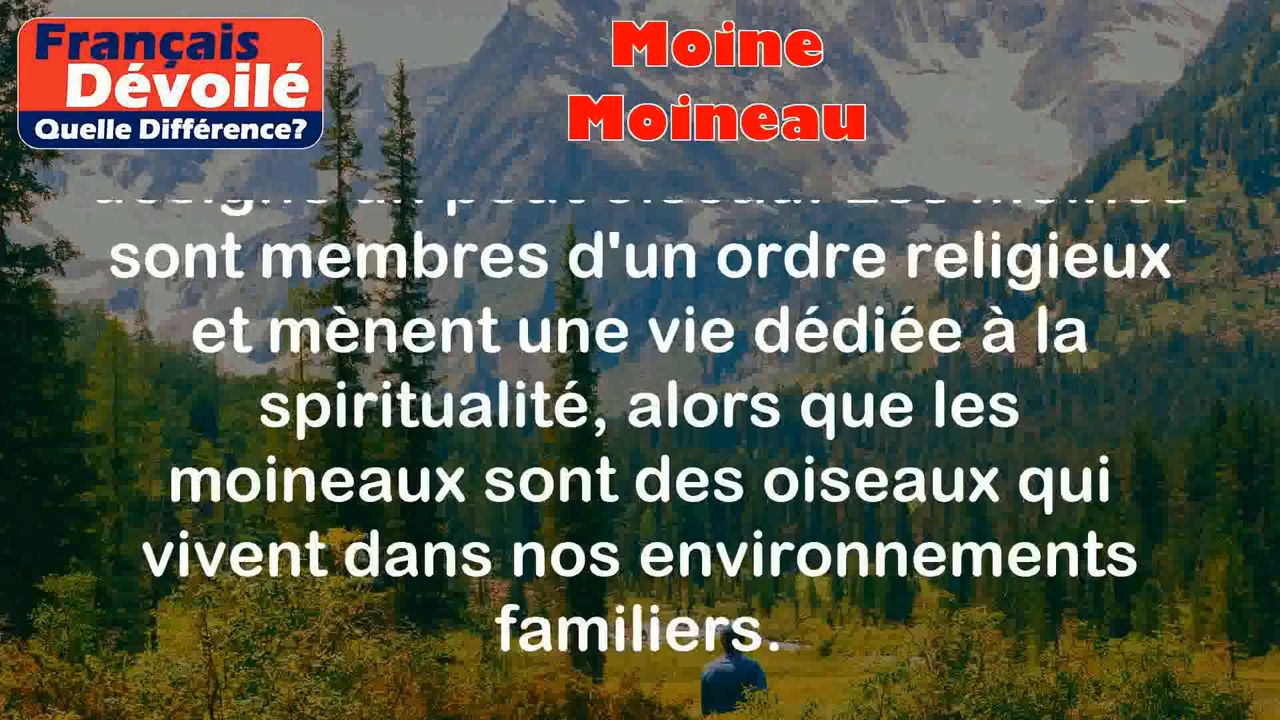 Français
Dévoilé
Quelle Différence?
Moine
Moineau
sont membres d'un ordre religieux
et mènent une vie dédiée à la
spiritualité, alors que les
moineaux sont des oiseaux qui
vivent dans nos environnements
familiers.